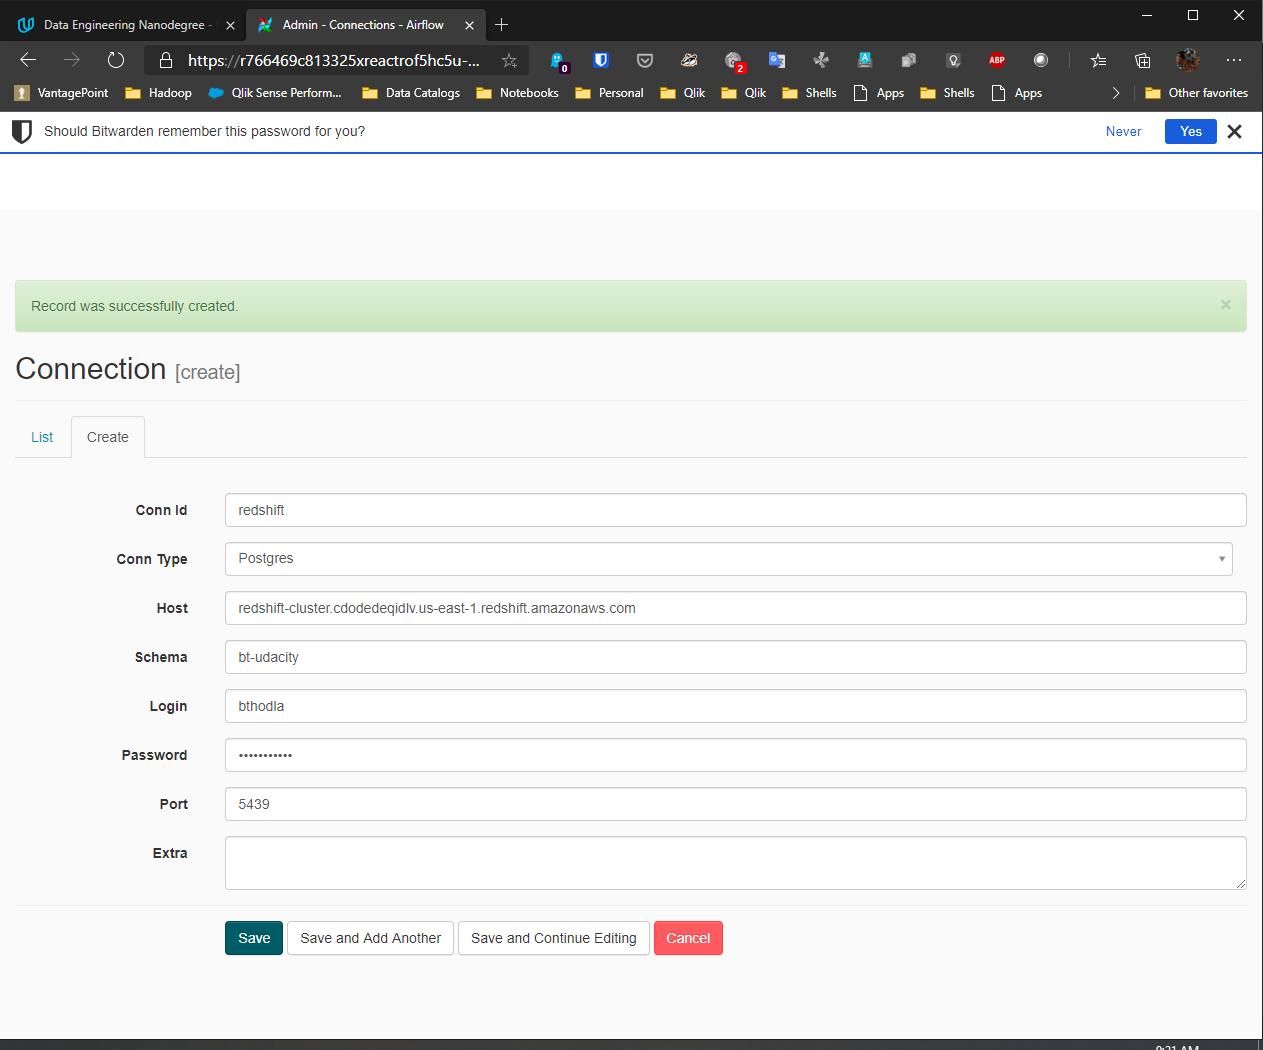 Data Engineering Nanodegree -
Admin - Connections - Airflow
https://r766469c813325xreactrof5hc5u-...
0
2
ABP
VantagePoint Hadoop Qlik Sense Perform... Data Catalogs Notebooks Personal Qlik Qlik Shells Apps Shells Apps Other favorites
Should Bitwarden remember this password for you? Never Yes
Record was successfully created.
Connection [create]
List Create
Conn Id redshift
Conn Type Postgres
Host redshift-cluster.cdodedeqidlv.us-east-1.redshift.amazonaws.com
Schema bt-udacity
Login bthodla
Password •••••••••••
Port 5439
Extra
Save Save and Add Another Save and Continue Editing Cancel